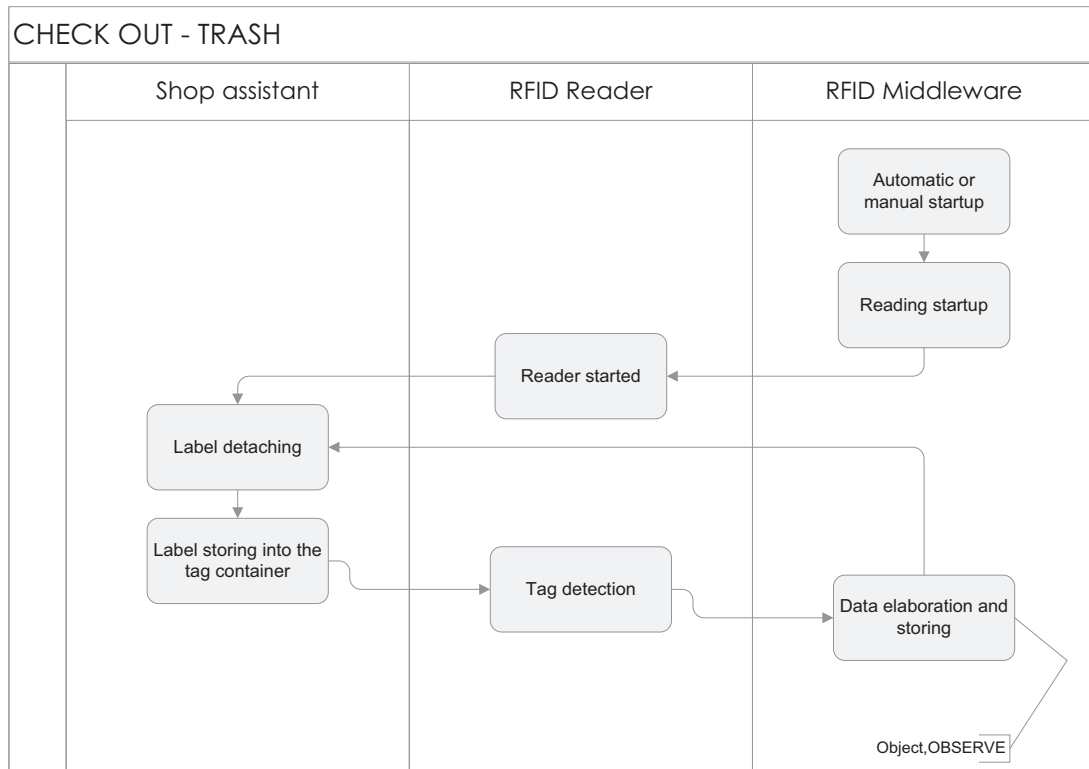 CHECK OUT - TRASH
Shop assistant
RFID Reader
RFID Middleware
Automatic or
manual startup
Reading startup
Reader started
Label detaching
Label storing into the
tag container
Tag detection
Data elaboration and
storing
Object,OBSERVE